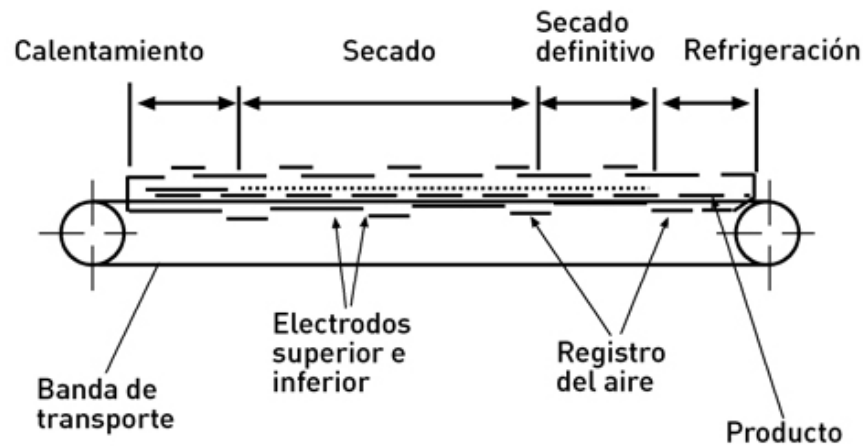 Calentamiento
Secado
Secado
definitivo
Refrigeración
Electrodos
superior e
inferior
Registro
del aire
Banda de
transporte
Producto